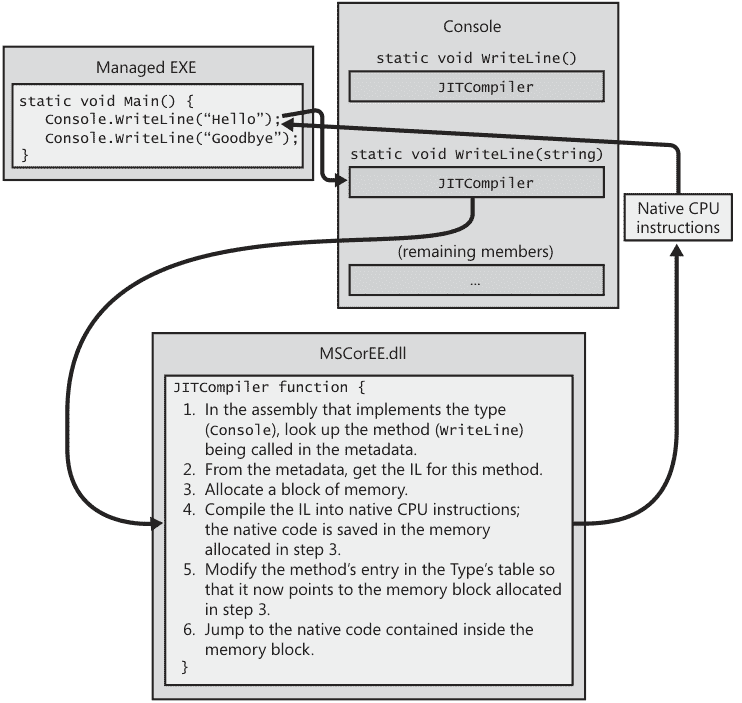 Managed EXE
static void Main() {
Console.WriteLine(“Hello”);
Console.WriteLine(“Goodbye”);
}
Console
static void WriteLine()
JITCompiler
static void WriteLine(string)
JITCompiler
(remaining members)
...
Native CPU
instructions
MSCorEE.dll
JITCompiler function {
1. In the assembly that implements the type
(Console), look up the method (WriteLine)
being called in the metadata.
2. From the metadata, get the IL for this method.
3. Allocate a block of memory.
4. Compile the IL into native CPU instructions;
the native code is saved in the memory
allocated in step 3.
5. Modify the method’s entry in the Type’s table so
that it now points to the memory block allocated
in step 3.
6. Jump to the native code contained inside the
memory block.
}